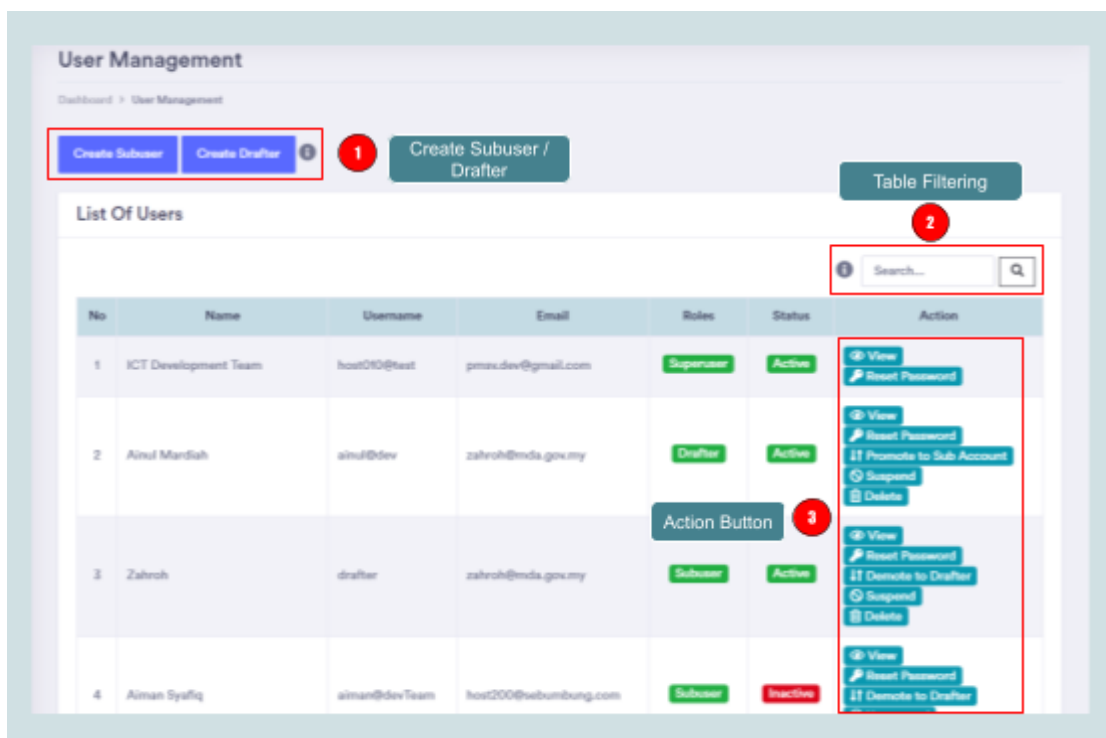 User Management
Dashboard > User Management
Create Subuser Create Drafter
1
Create Subuser /
Drafter
Table Filtering
2
List Of Users
Search...
No Name Username Email Roles Status Action
1 ICT Development Team host010@test pmsv.dev@gmail.com Superuser Active View
Reset Password
2 Ainul Mardiah ainul@dev zahroh@mda.gov.my Drafter Active View
Reset Password
Promote to Sub Account
Suspend
Delete
Action Button 3
3 Zahroh drafter zahroh@mda.gov.my Subuser Active View
Reset Password
Demote to Drafter
Suspend
Delete
4 Aiman Syafiq aiman@devTeam host200@sebumbung.com Subuser Inactive View
Reset Password
Demote to Drafter